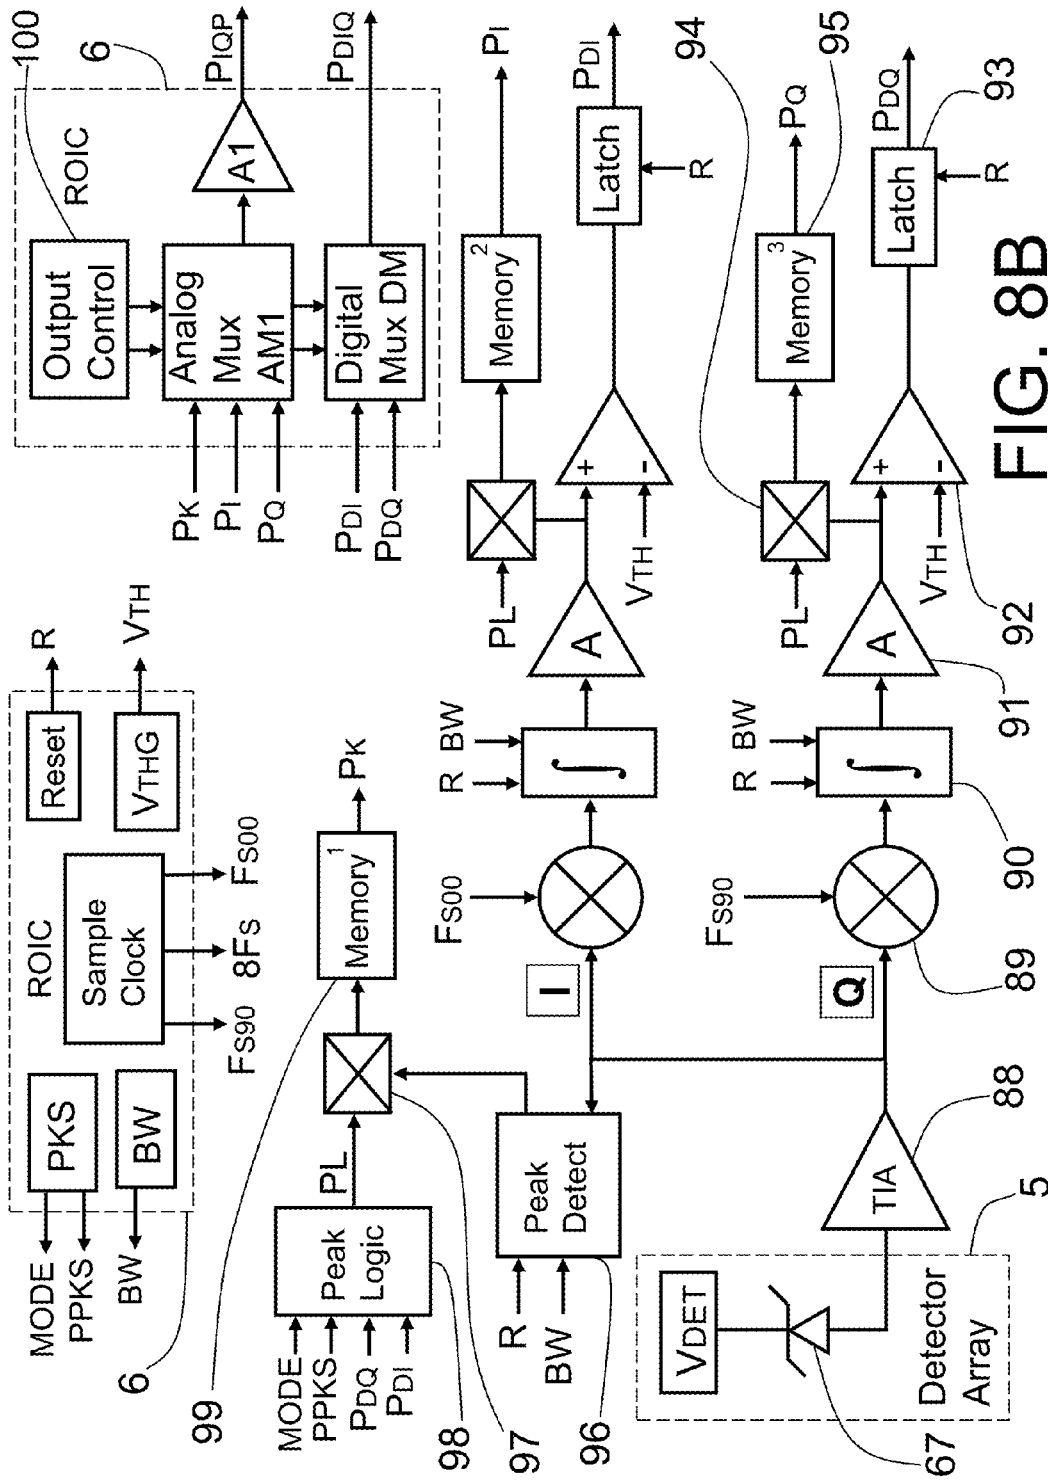 MODE
PPKS
BW
PKS
BW
6
ROIC
Sample
Clock
FS90
8FS
FS00
Reset
VTHG
R
VTH
100
6
ROIC
Output
Control
Analog
Mux
AM1
Digital
Mux DM
A1
PK
PI
PQ
PDI
PDQ
PIQP
PDIQ
99
MODE
PPKS
PDQ
PDI
Peak
Logic
98
PL
97
Memory 1
PK
R
BW
Peak
Detect
96
I
FS00
R
BW
∫
A
PL
VTH
+
-
Memory 2
PI
Latch
R
PDI
VDET
67
Detector
Array
5
TIA
88
Q
FS90
89
R
BW
∫
90
A
91
PL
94
VTH
+
-
92
Memory 3
PQ
95
Latch
R
PDQ
93
FIG. 8B